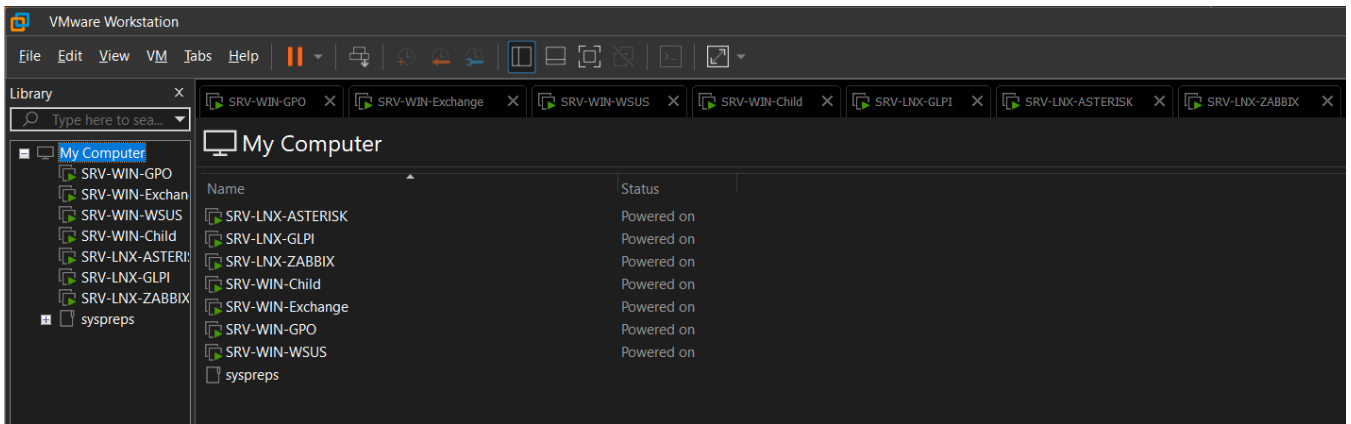 VMware Workstation
File Edit View VM Tabs Help
Library X
Type here to sea...
SRV-WIN-GPO SRV-WIN-Exchange SRV-WIN-WSUS SRV-WIN-Child SRV-LNX-GLPI SRV-LNX-ASTERISK SRV-LNX-ZABBIX
My Computer
SRV-WIN-GPO
SRV-WIN-Exchan
SRV-WIN-WSUS
SRV-WIN-Child
SRV-LNX-ASTERI
SRV-LNX-GLPI
SRV-LNX-ZABBIX
syspreps
My Computer
Name Status
SRV-LNX-ASTERISK Powered on
SRV-LNX-GLPI Powered on
SRV-LNX-ZABBIX Powered on
SRV-WIN-Child Powered on
SRV-WIN-Exchange Powered on
SRV-WIN-GPO Powered on
SRV-WIN-WSUS Powered on
syspreps